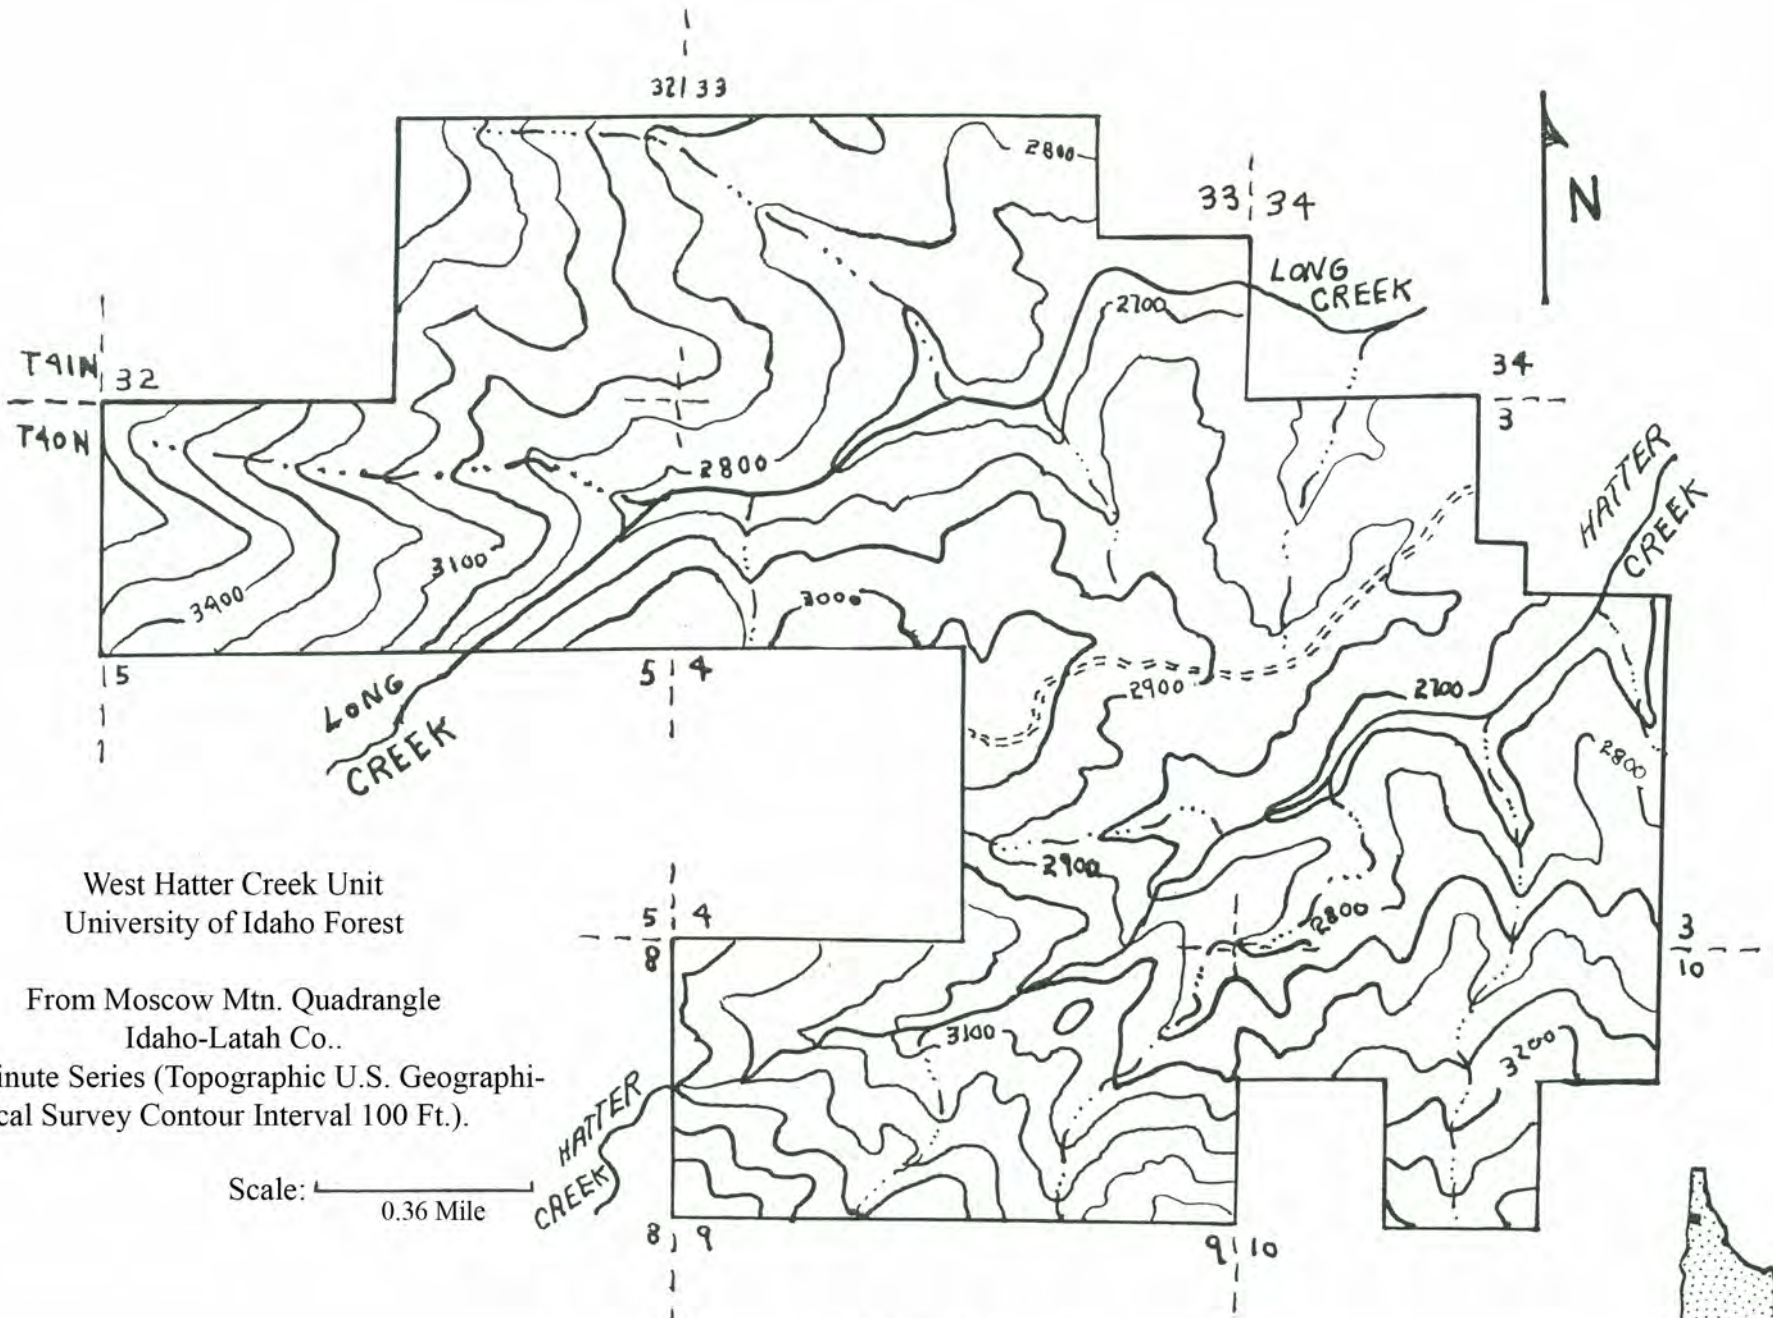 32 33
2800
33 34
N
LONG
CREEK
2700
T41N
32
34
3
T40N
HATTER
CREEK
2800
3100
3400
3000
5
5 4
2900
2700
LONG
CREEK
2800
2900
2800
West Hatter Creek Unit
University of Idaho Forest
5 4
8
3
10
From Moscow Mtn. Quadrangle
Idaho-Latah Co..
inute Series (Topographic U.S. Geographi-
cal Survey Contour Interval 100 Ft.).
3100
3200
HATTER
CREEK
Scale:
0.36 Mile
8 9
9 10